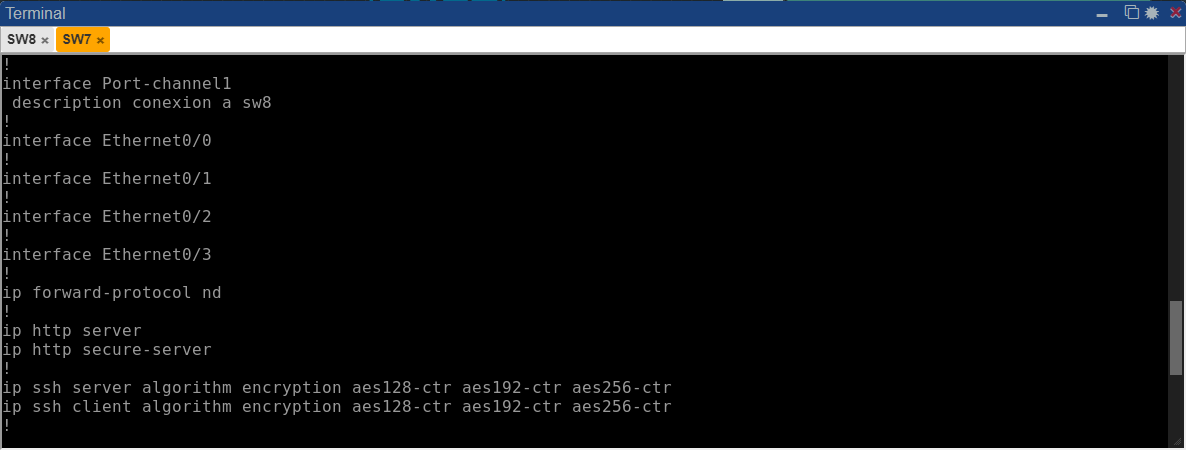 Terminal
SW8 × SW7 ×
!
interface Port-channel1
 description conexion a sw8
!
interface Ethernet0/0
!
interface Ethernet0/1
!
interface Ethernet0/2
!
interface Ethernet0/3
!
ip forward-protocol nd
!
ip http server
ip http secure-server
!
ip ssh server algorithm encryption aes128-ctr aes192-ctr aes256-ctr
ip ssh client algorithm encryption aes128-ctr aes192-ctr aes256-ctr
!